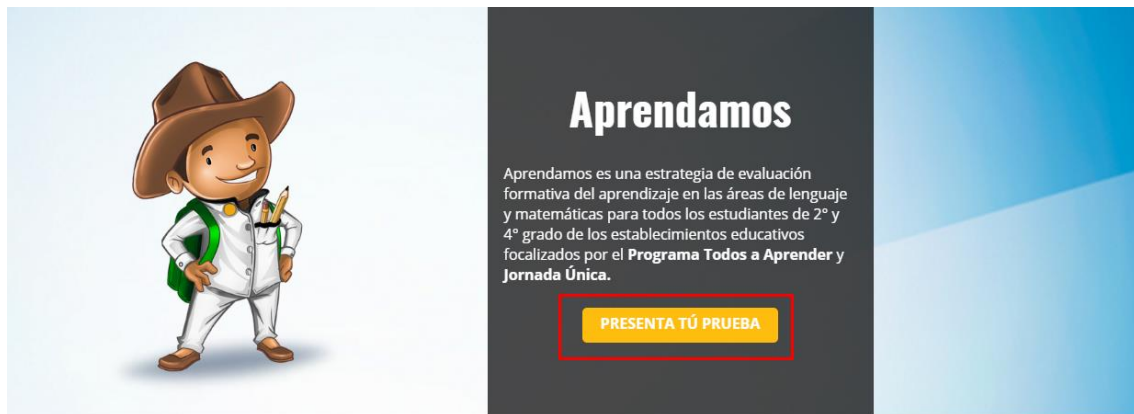 Aprendamos
Aprendamos es una estrategia de evaluación
formativa del aprendizaje en las áreas de lenguaje
y matemáticas para todos los estudiantes de 2° y
4° grado de los establecimientos educativos
focalizados por el Programa Todos a Aprender y
Jornada Única.
PRESENTA TÚ PRUEBA